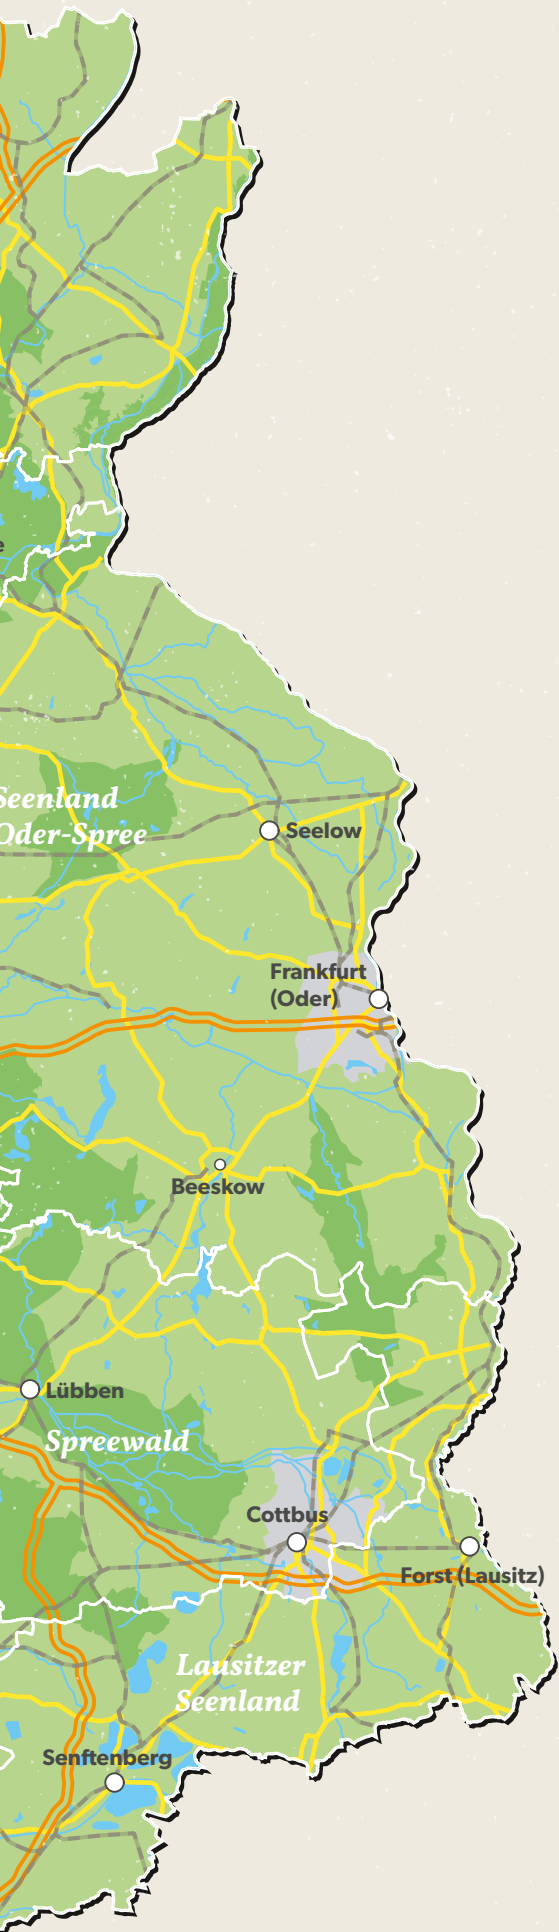 e
Seenland
Oder-Spree
Seelow
Frankfurt
(Oder)
Beeskow
Lübben
Spreewald
Cottbus
Forst (Lausitz)
Lausitzer
Seenland
Senftenberg